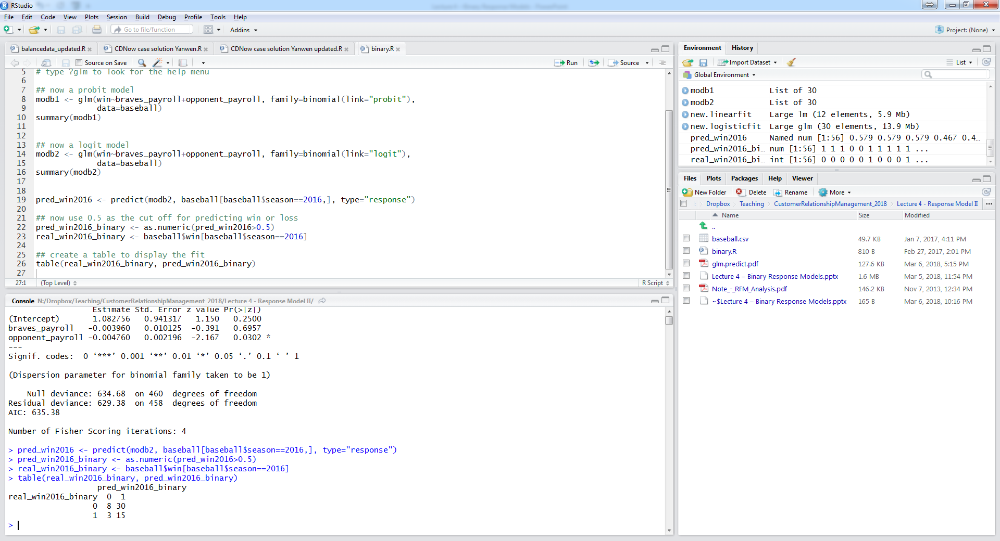 RStudio
File Edit Code View Plots Session Build Debug Profile Tools Help
Go to file/function Addins Project: (None)
balancedata_updated.R CDNow case solution Yanwen.R CDNow case solution Yanwen updated.R binary.R
Source on Save Run Source
5 # type ?glm to look for the help menu
6
7 ## now a probit model
8 modb1 <- glm(win~braves_payroll+opponent_payroll, family=binomial(link="probit"),
9 data=baseball)
10 summary(modb1)
11
12
13 ## now a logit model
14 modb2 <- glm(win~braves_payroll+opponent_payroll, family=binomial(link="logit"),
15 data=baseball)
16 summary(modb2)
17
18
19 pred_win2016 <- predict(modb2, baseball[baseball$season==2016,], type="response")
20
21 ## now use 0.5 as the cut off for predicting win or loss
22 pred_win2016_binary <- as.numeric(pred_win2016>0.5)
23 real_win2016_binary <- baseball$win[baseball$season==2016]
24
25 ## create a table to display the fit
26 table(real_win2016_binary, pred_win2016_binary)
27
27:1 (Top Level) R Script
Console N:/Dropbox/Teaching/CustomerRelationshipManagement_2018/Lecture 4 - Response Model II/
Estimate Std. Error z value Pr(>|z|)
(Intercept) 1.082756 0.941317 1.150 0.2500
braves_payroll -0.003960 0.010125 -0.391 0.6957
opponent_payroll -0.004760 0.002196 -2.167 0.0302 *
---
Signif. codes: 0 ‘***’ 0.001 ‘**’ 0.01 ‘*’ 0.05 ‘.’ 0.1 ‘ ’ 1
(Dispersion parameter for binomial family taken to be 1)
Null deviance: 634.68 on 460 degrees of freedom
Residual deviance: 629.38 on 458 degrees of freedom
AIC: 635.38
Number of Fisher Scoring iterations: 4
> pred_win2016 <- predict(modb2, baseball[baseball$season==2016,], type="response")
> pred_win2016_binary <- as.numeric(pred_win2016>0.5)
> real_win2016_binary <- baseball$win[baseball$season==2016]
> table(real_win2016_binary, pred_win2016_binary)
pred_win2016_binary
real_win2016_binary 0 1
0 8 30
1 3 15
>
Environment History
Import Dataset List
Global Environment
modb1 List of 30
modb2 List of 30
new.linearfit Large lm (12 elements, 5.9 Mb)
new.logisticfit Large glm (30 elements, 13.9 Mb)
pred_win2016 Named num [1:56] 0.579 0.579 0.579 0.467 0.4…
pred_win2016_bi… num [1:56] 1 1 1 0 0 1 1 1 1 1 ...
real_win2016_bi… int [1:56] 0 0 0 0 0 1 0 0 0 1 ...
Files Plots Packages Help Viewer
New Folder Delete Rename More
Dropbox Teaching CustomerRelationshipManagement_2018 Lecture 4 - Response Model II ...
Name Size Modified
..
baseball.csv 49.7 KB Jan 7, 2017, 4:11 PM
binary.R 810 B Feb 27, 2017, 2:01 PM
glm.predict.pdf 127.6 KB Mar 6, 2018, 5:15 PM
Lecture 4 – Binary Response Models.pptx 1.6 MB Mar 5, 2018, 11:54 PM
Note_-_RFM_Analysis.pdf 146.2 KB Nov 7, 2013, 12:34 PM
~$Lecture 4 – Binary Response Models.pptx 165 B Mar 6, 2018, 10:16 PM